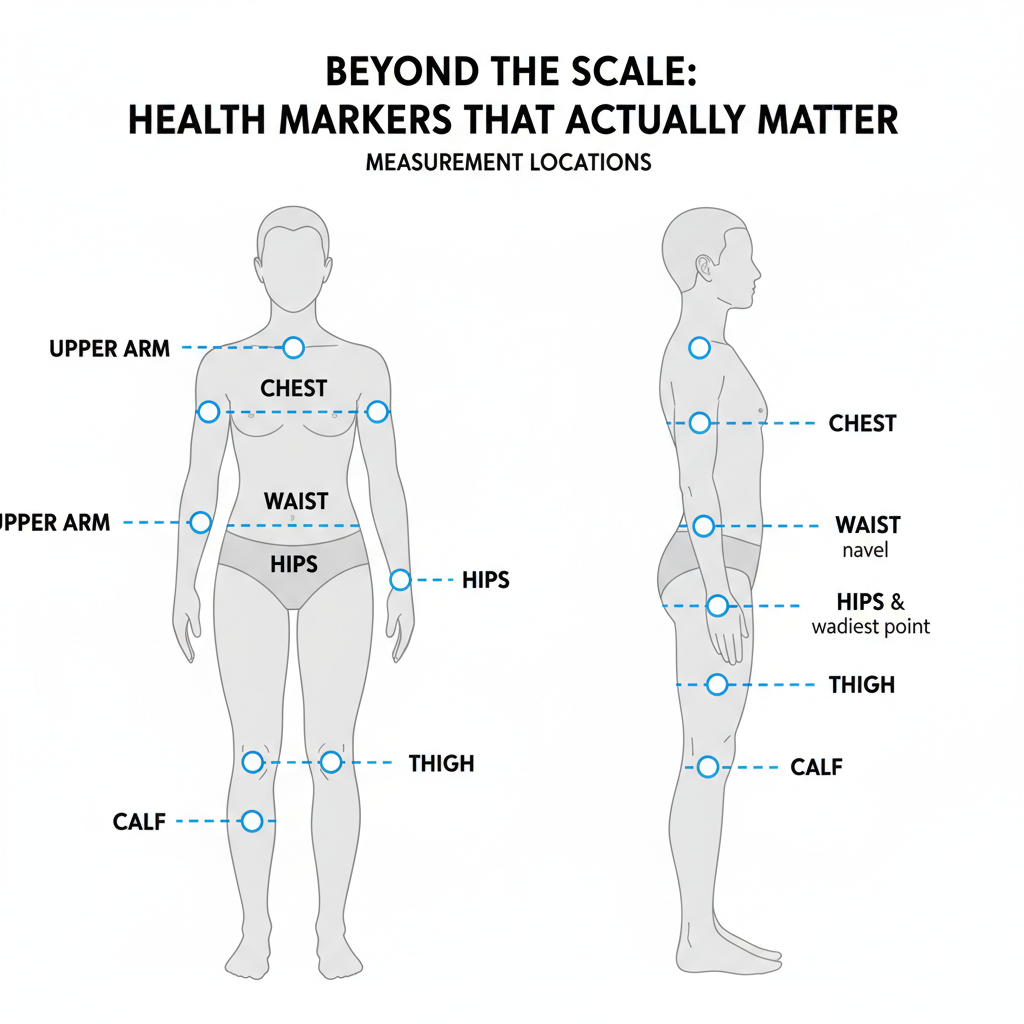 BEYOND THE SCALE:
HEALTH MARKERS THAT ACTUALLY MATTER
MEASUREMENT LOCATIONS
UPPER ARM
CHEST
CHEST
WAIST
UPPER ARM
WAIST
navel
HIPS
HIPS
HIPS &
wadiest point
THIGH
THIGH
CALF
CALF